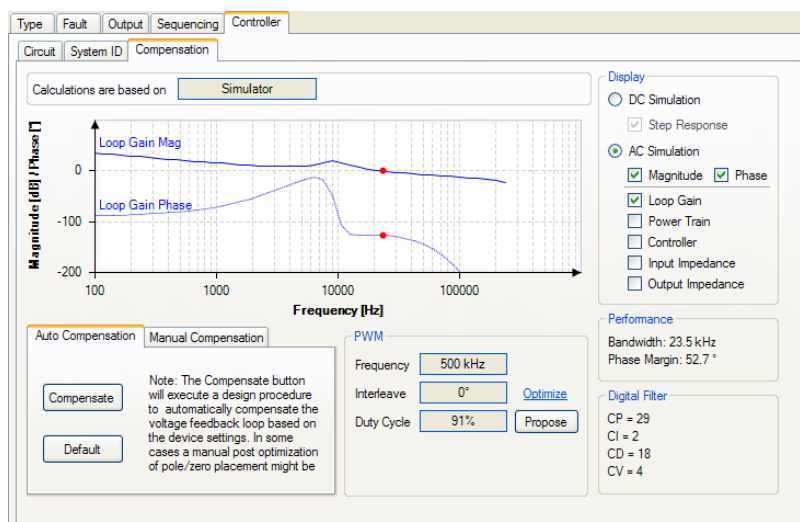 Type Fault Output Sequencing Controller
Circuit System ID Compensation
Calculations are based on Simulator
Magnitude [dB] / Phase [°]
Loop Gain Mag
Loop Gain Phase
0
-100
-200
100 1000 10000 100000
Frequency [Hz]
Auto Compensation Manual Compensation
Compensate
Default
Note: The Compensate button
will execute a design procedure
to automatically compensate the
voltage feedback loop based on
the device settings. In some
cases a manual post optimization
of pole/zero placement might be
PWM
Frequency 500 kHz
Interleave 0° Optimize
Duty Cycle 91% Propose
Display
DC Simulation
Step Response
AC Simulation
Magnitude Phase
Loop Gain
Power Train
Controller
Input Impedance
Output Impedance
Performance
Bandwidth: 23.5 kHz
Phase Margin: 52.7 °
Digital Filter
CP = 29
CI = 2
CD = 18
CV = 4